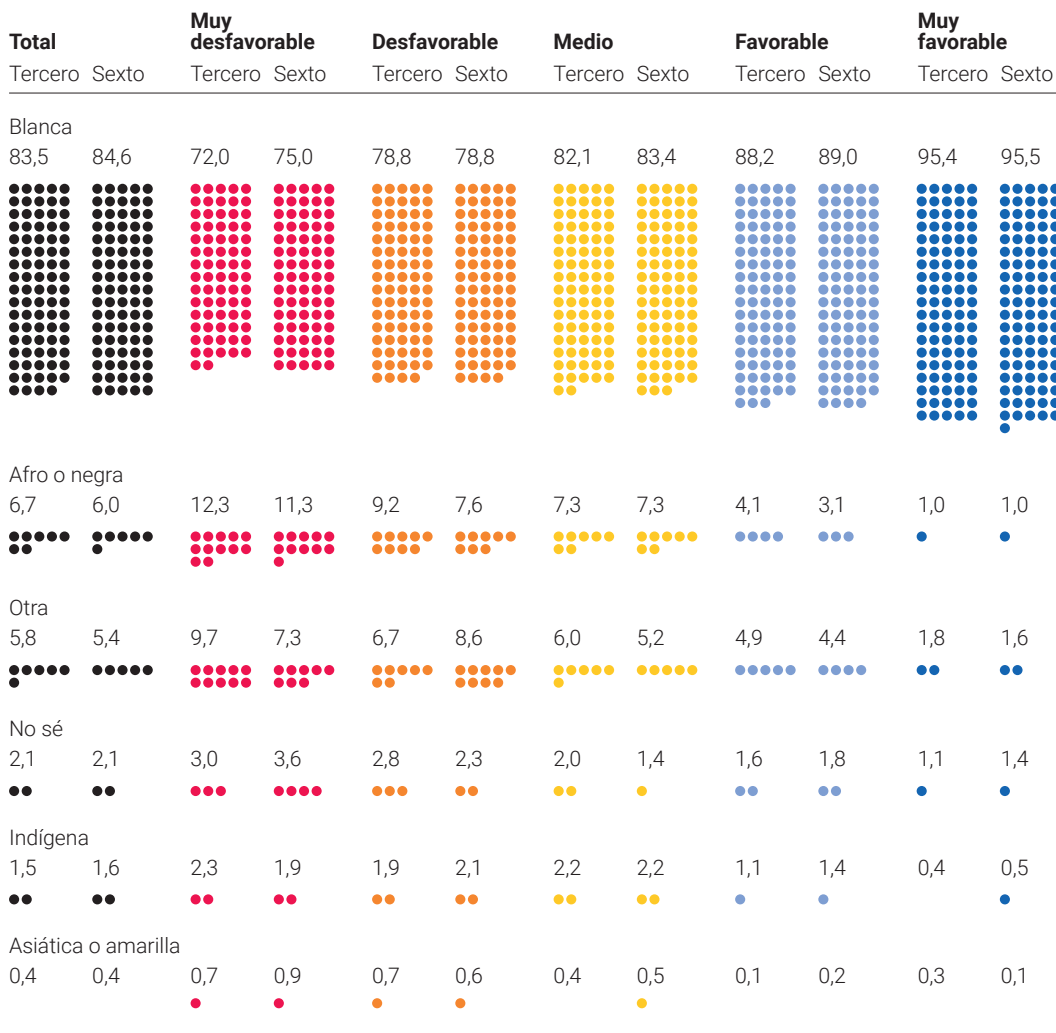 Total Muy desfavorable Desfavorable Medio Favorable Muy favorable
Tercero Sexto Tercero Sexto Tercero Sexto Tercero Sexto Tercero Sexto Tercero Sexto
Blanca
83,5 84,6 72,0 75,0 78,8 78,8 82,1 83,4 88,2 89,0 95,4 95,5
Afro o negra
6,7 6,0 12,3 11,3 9,2 7,6 7,3 7,3 4,1 3,1 1,0 1,0
Otra
5,8 5,4 9,7 7,3 6,7 8,6 6,0 5,2 4,9 4,4 1,8 1,6
No sé
2,1 2,1 3,0 3,6 2,8 2,3 2,0 1,4 1,6 1,8 1,1 1,4
Indígena
1,5 1,6 2,3 1,9 1,9 2,1 2,2 2,2 1,1 1,4 0,4 0,5
Asiática o amarilla
0,4 0,4 0,7 0,9 0,7 0,6 0,4 0,5 0,1 0,2 0,3 0,1